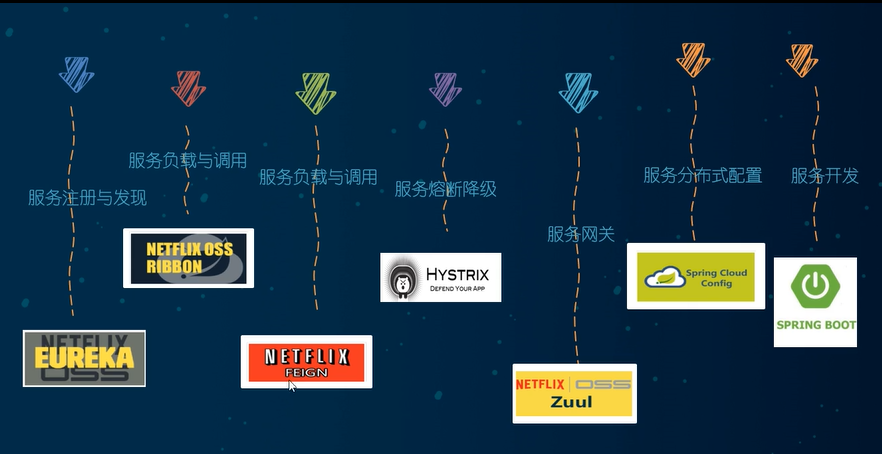 服务注册与发现
NETFLIX
EUREKA
OSS
服务负载与调用
NETFLIX OSS
RIBBON
服务负载与调用
NETFLIX
FEIGN
服务熔断降级
HYSTRIX
DEFEND YOUR APP
服务网关
NETFLIX OSS
Zuul
服务分布式配置
Spring Cloud
Config
服务开发
SPRING BOOT